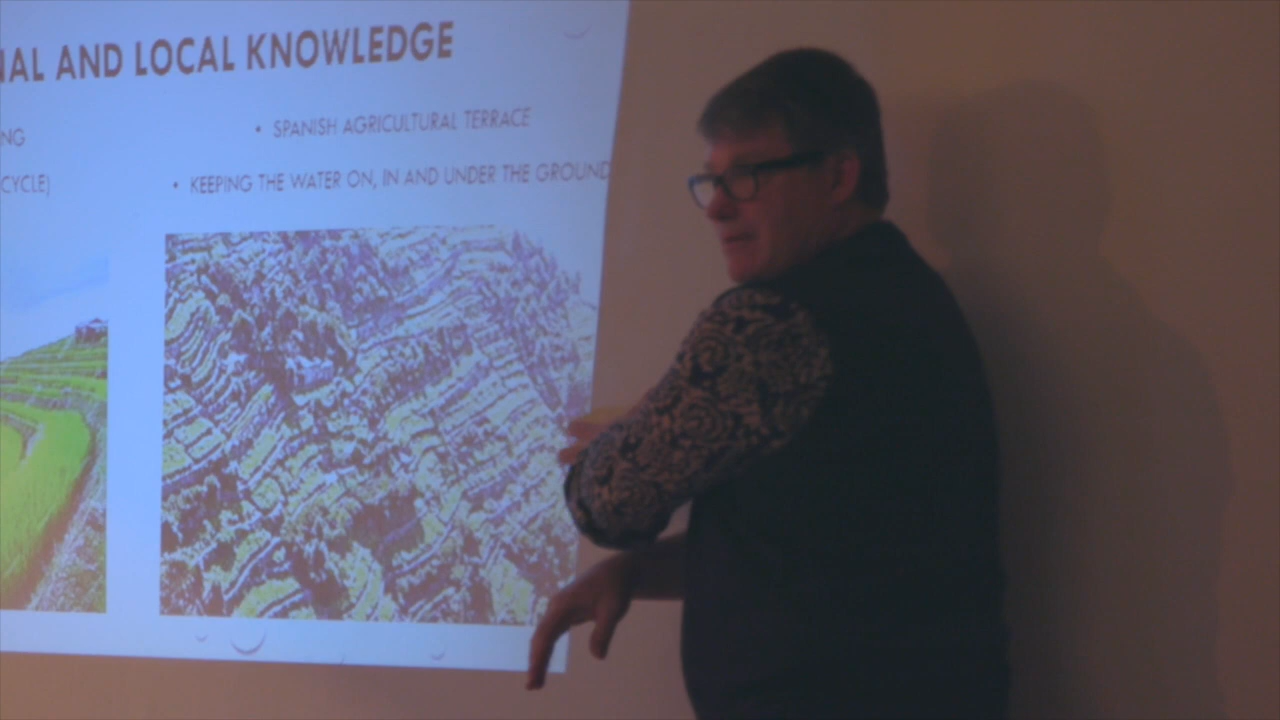 NAL AND LOCAL KNOWLEDGE
NG
• SPANISH AGRICULTURAL TERRACE
CYCLE)
• KEEPING THE WATER ON, IN AND UNDER THE GROUND